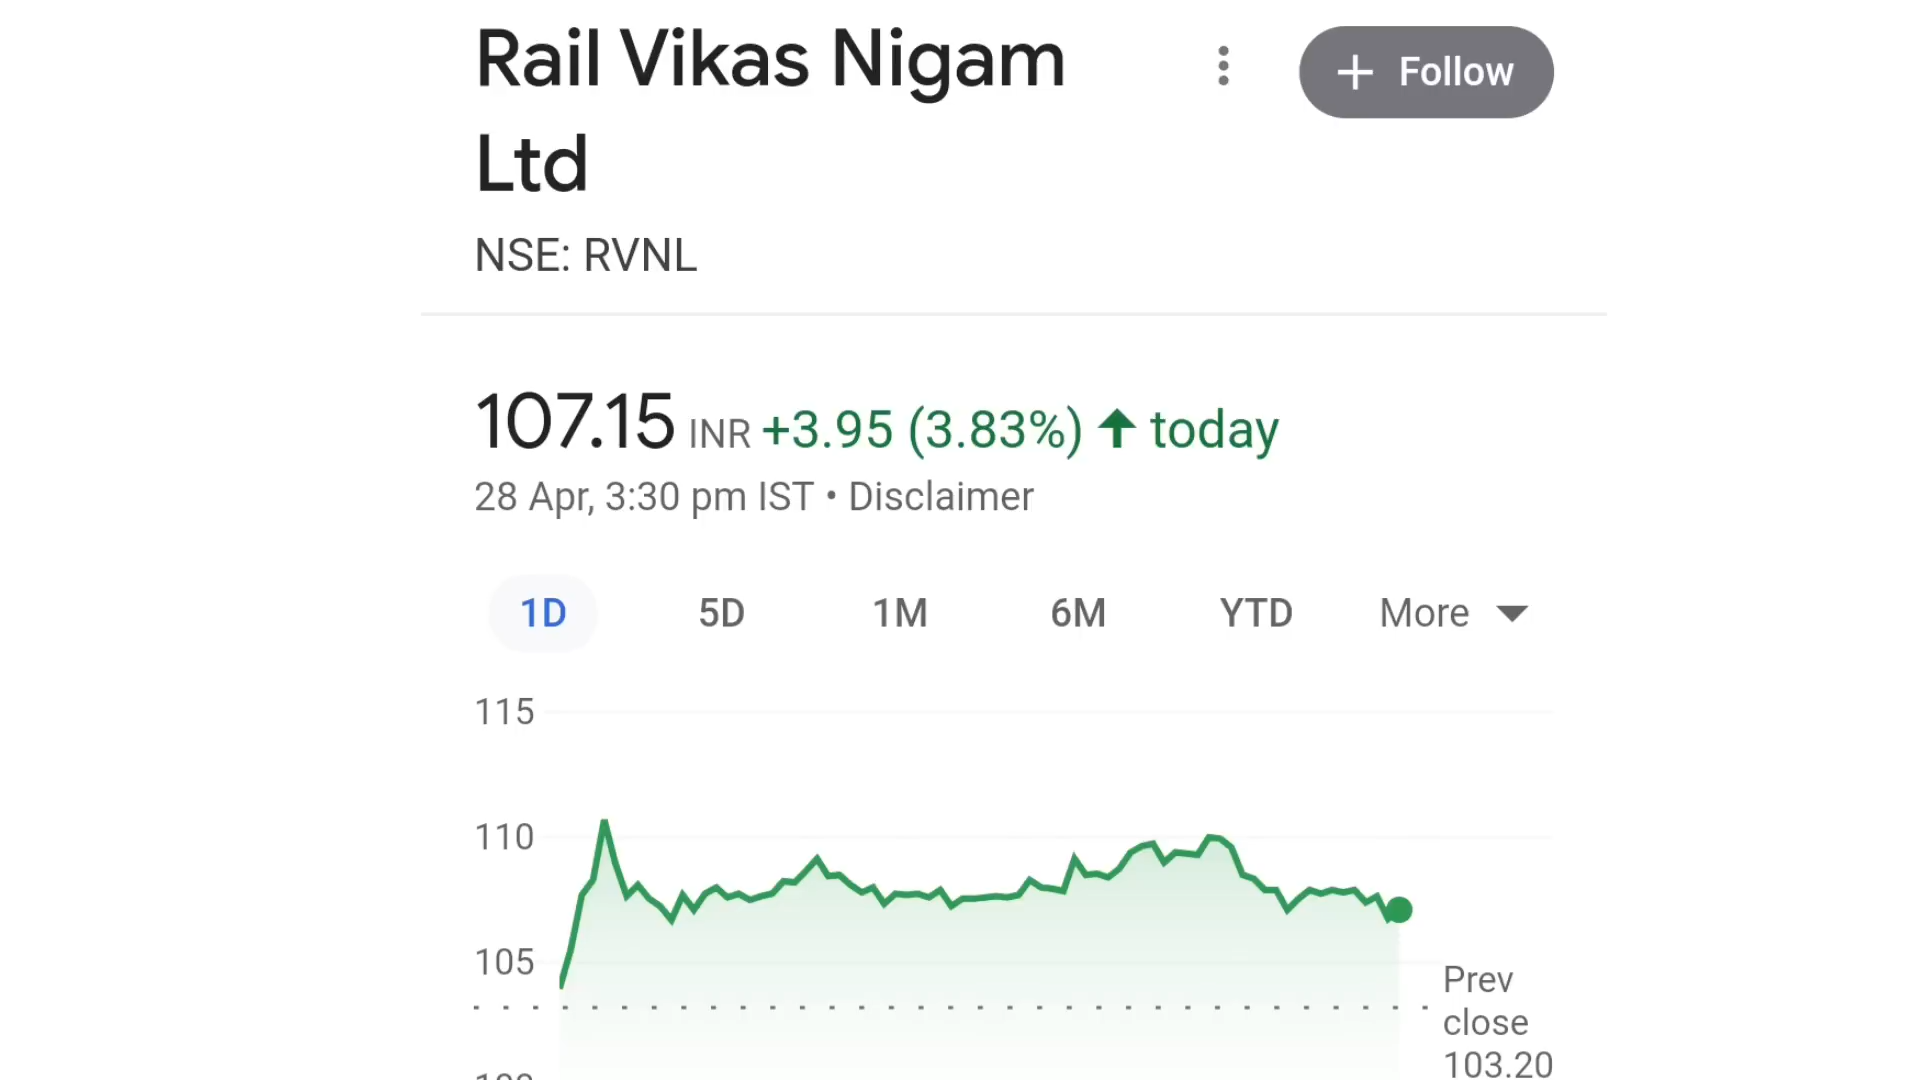 Rail Vikas Nigam
Ltd
+ Follow
NSE: RVNL
107.15 INR +3.95 (3.83%) ↑ today
28 Apr, 3:30 pm IST • Disclaimer
1D 5D 1M 6M YTD More
115
110
105
Prev
close
103.20